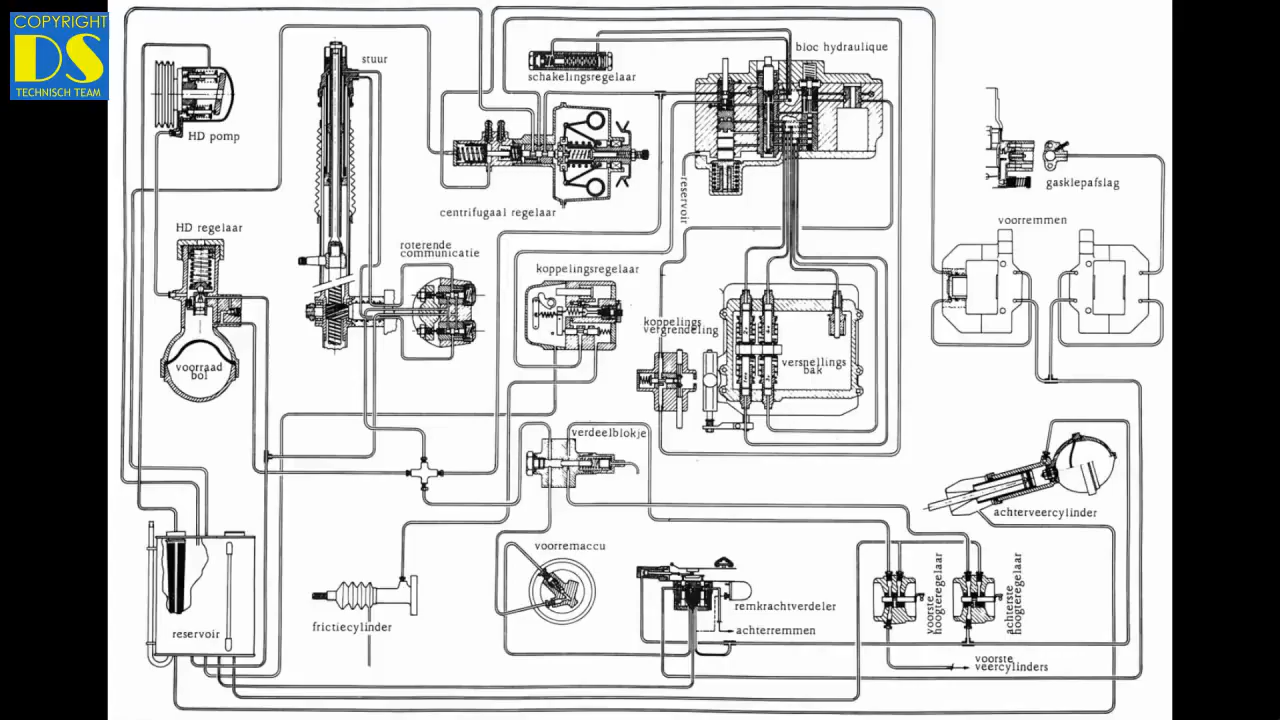 COPYRIGHT
DS
TECHNISCH TEAM
stuur
schakelingsregelaar
bloc hydraulique
HD pomp
gasklepafslag
reservoir
centrifugaal regelaar
voorremmen
HD regelaar
roterende
communicatie
koppelingsregelaar
koppelings
vergrendeling
versnellings
bak
voorraad
bol
verdeelblokje
achterveercylinder
voorremaccu
voorste
hoogteregelaar
achterste
hoogteregelaar
remkrachtverdeler
frictiecylinder
achterremmen
reservoir
voorste
veercylinders